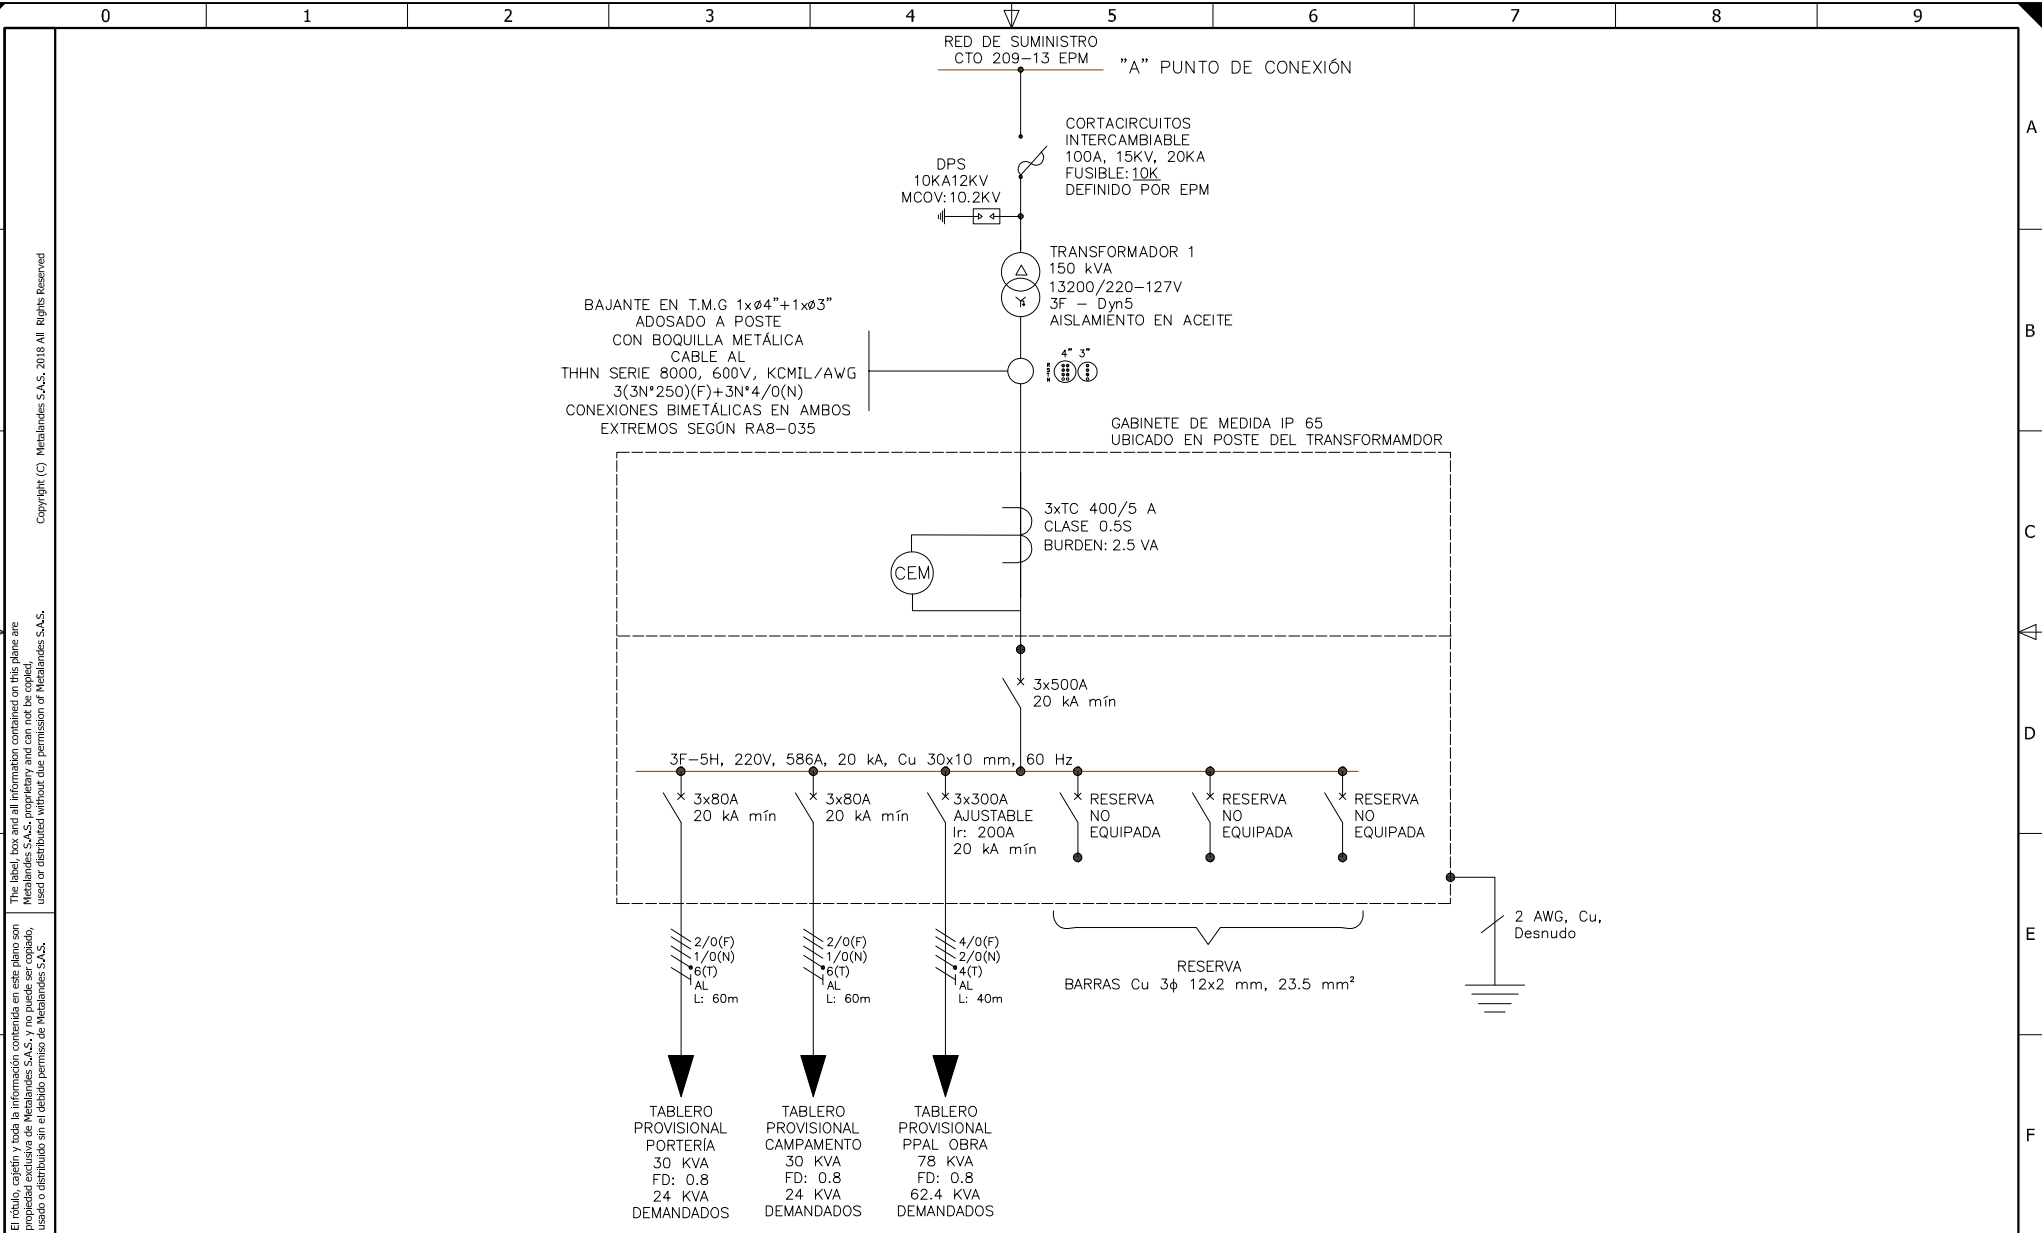 0 1 2 3 4 5 6 7 8 9
RED DE SUMINISTRO
CTO 209-13 EPM
"A" PUNTO DE CONEXIÓN
CORTACIRCUITOS
INTERCAMBIABLE
100A, 15KV, 20KA
FUSIBLE: 10K
DEFINIDO POR EPM
DPS
10KA12KV
MCOV: 10.2KV
TRANSFORMADOR 1
150 kVA
13200/220-127V
3F - Dyn5
AISLAMIENTO EN ACEITE
BAJANTE EN T.M.G 1xø4"+1xø3"
ADOSADO A POSTE
CON BOQUILLA METÁLICA
CABLE AL
THHN SERIE 8000, 600V, KCMIL/AWG
3(3N°250)(F)+3N°4/0(N)
CONEXIONES BIMETÁLICAS EN AMBOS
EXTREMOS SEGÚN RA8-035
4" 3"
R
S
T
N
GABINETE DE MEDIDA IP 65
UBICADO EN POSTE DEL TRANSFORMAMDOR
3xTC 400/5 A
CLASE 0.5S
BURDEN: 2.5 VA
CEM
3x500A
20 kA mín
3F-5H, 220V, 586A, 20 kA, Cu 30x10 mm, 60 Hz
3x80A
20 kA mín
3x80A
20 kA mín
3x300A
AJUSTABLE
Ir: 200A
20 kA mín
RESERVA
NO
EQUIPADA
RESERVA
NO
EQUIPADA
RESERVA
NO
EQUIPADA
2/0(F)
1/0(N)
6(T)
AL
L: 60m
2/0(F)
1/0(N)
6(T)
AL
L: 60m
4/0(F)
2/0(N)
4(T)
AL
L: 40m
RESERVA
BARRAS Cu 3ϕ 12x2 mm, 23.5 mm²
2 AWG, Cu,
Desnudo
TABLERO
PROVISIONAL
PORTERÍA
30 KVA
FD: 0.8
24 KVA
DEMANDADOS
TABLERO
PROVISIONAL
CAMPAMENTO
30 KVA
FD: 0.8
24 KVA
DEMANDADOS
TABLERO
PROVISIONAL
PPAL OBRA
78 KVA
FD: 0.8
62.4 KVA
DEMANDADOS
A
B
C
D
E
F
Copyright (C) Metalandes S.A.S. 2018 All Rights Reserved
The label, box and all information contained on this plane are
Metalandes S.A.S. proprietary and can not be copied,
used or distributed without due permission of Metalandes S.A.S.
El rótulo, cajetín y toda la información contenida en este plano son
propiedad exclusiva de Metalandes S.A.S. y no puede ser copiado,
usado o distribuido sin el debido permiso de Metalandes S.A.S.